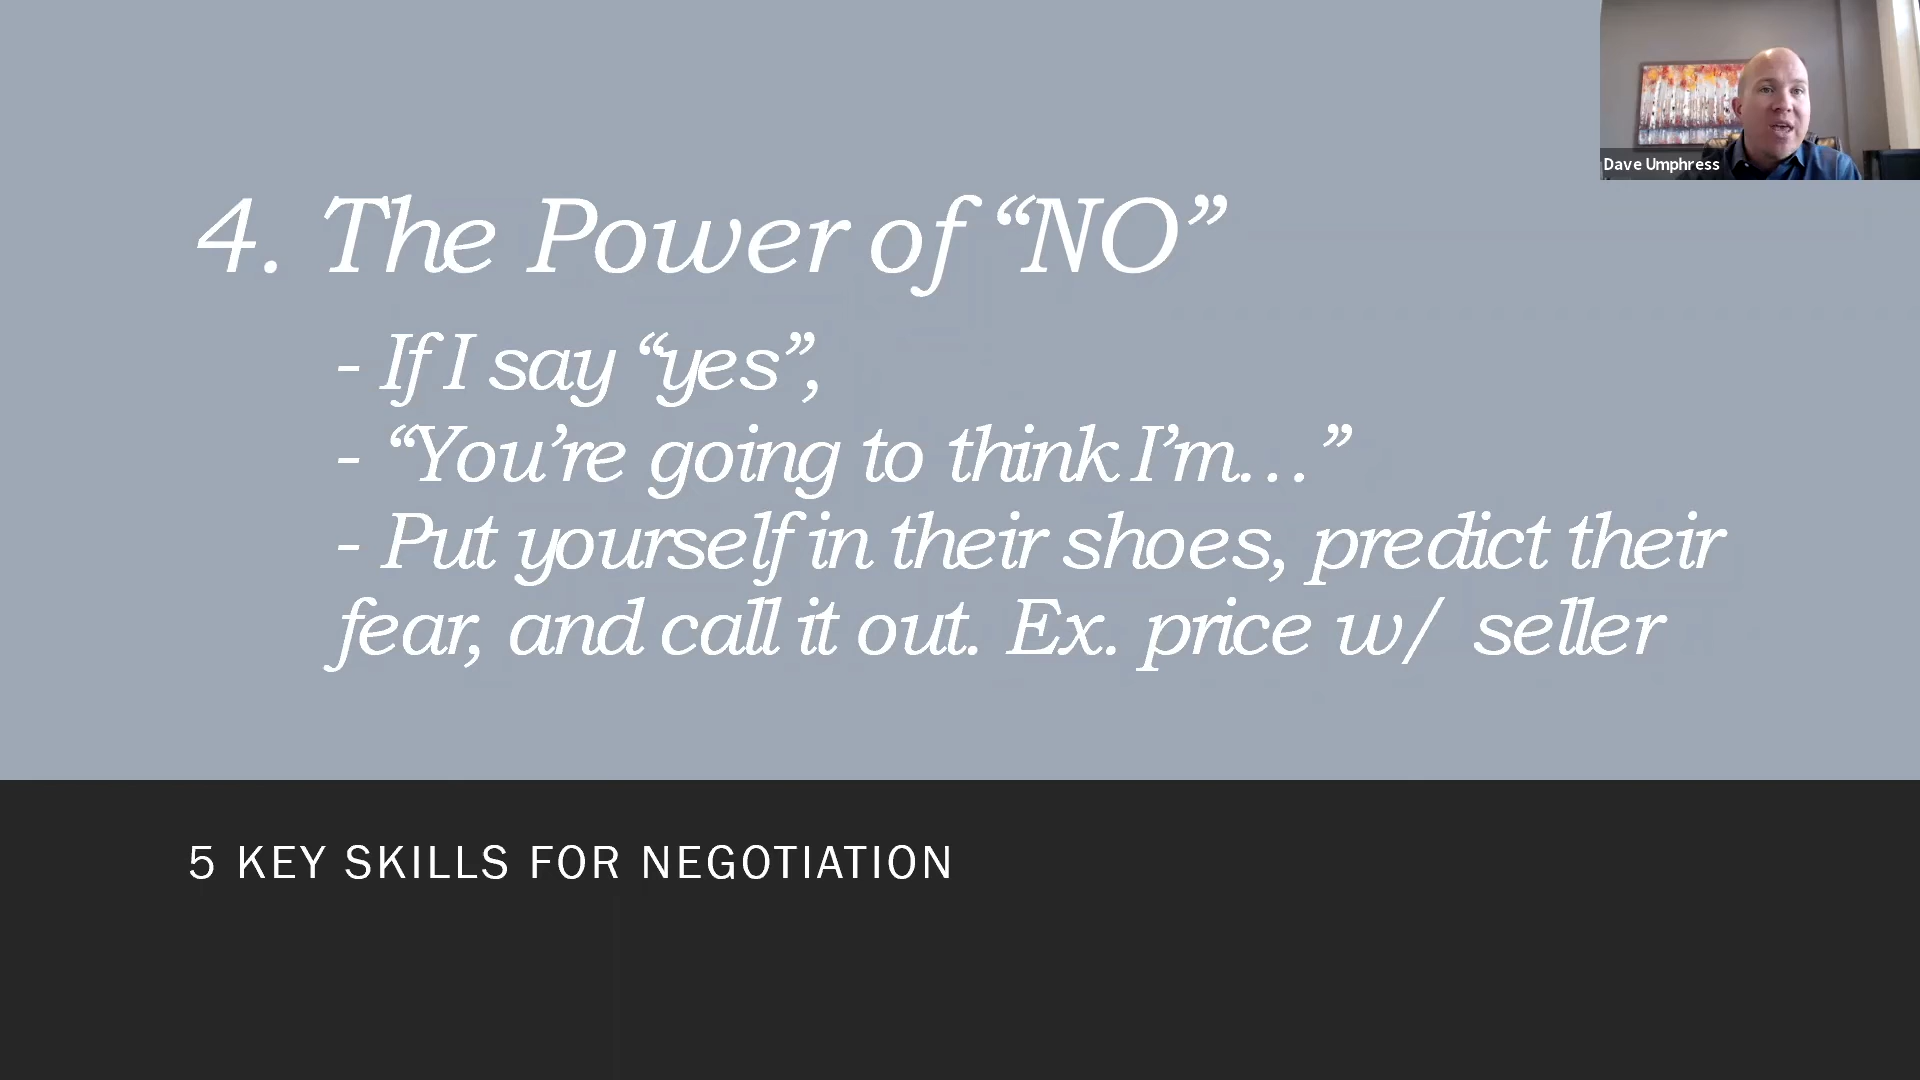 Dave Umphress
4. The Power of “NO”
- If I say “yes”,
- “You’re going to think I’m…”
- Put yourself in their shoes, predict their
fear, and call it out. Ex. price w/ seller
5 KEY SKILLS FOR NEGOTIATION